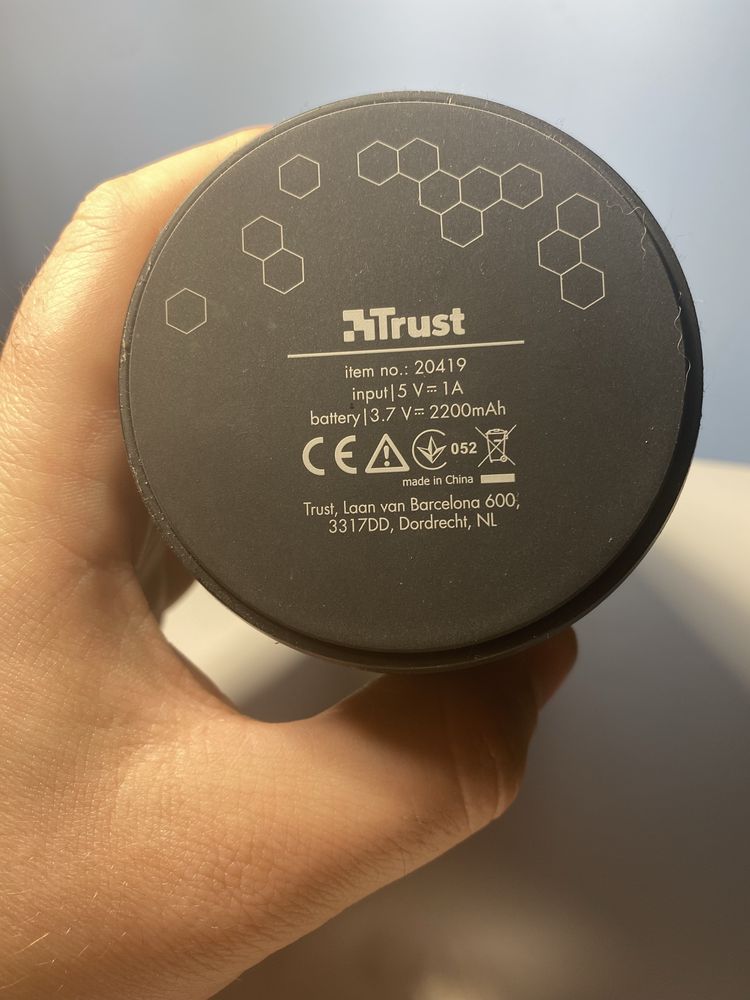 Trust
item no.: 20419
input|5 V⎓ 1A
battery|3.7 V⎓ 2200mAh
CE 052
made in China
Trust, Laan van Barcelona 600,
3317DD, Dordrecht, NL